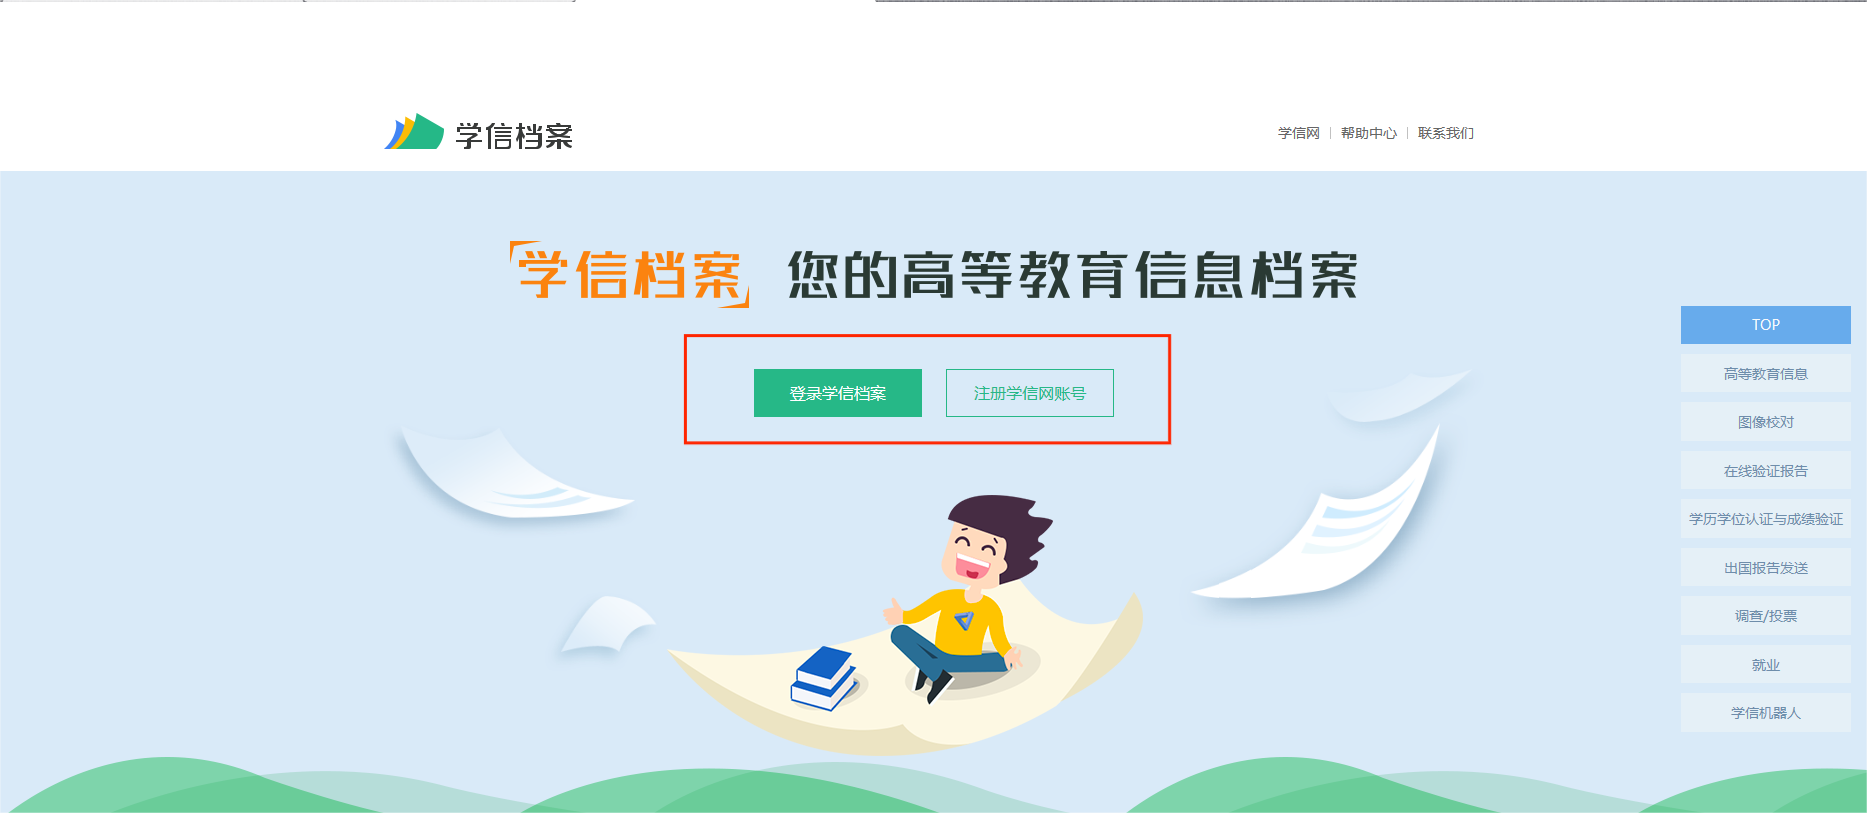 学信档案
学信网 | 帮助中心 | 联系我们
学信档案 您的高等教育信息档案
登录学信档案 注册学信网账号
TOP
高等教育信息
图像校对
在线验证报告
学历学位认证与成绩验证
出国报告发送
调查/投票
就业
学信机器人